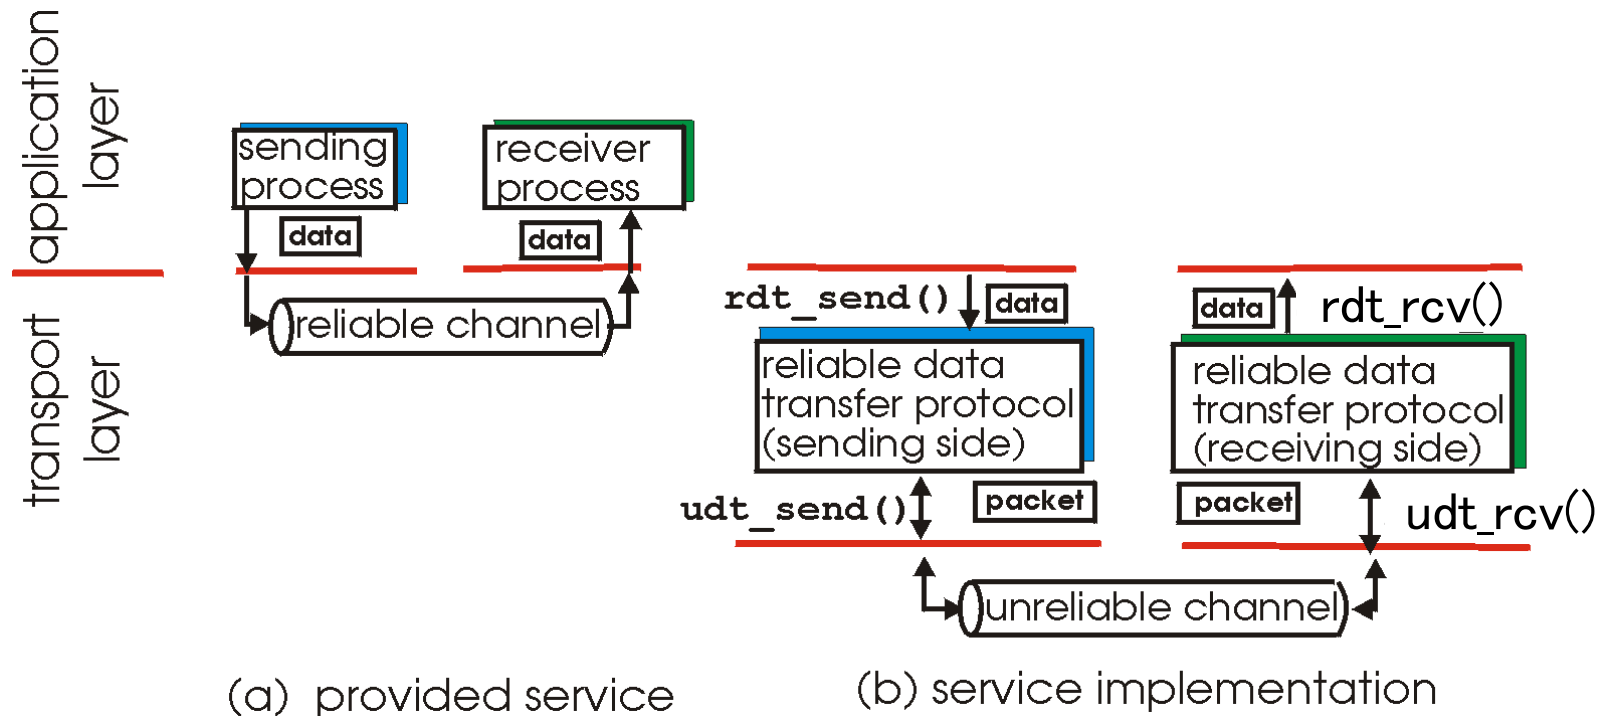 application
layer
transport
layer
sending
process
data
receiver
process
data
reliable channel
(a) provided service
rdt_send()
data
reliable data
transfer protocol
(sending side)
udt_send()
packet
data
rdt_rcv()
reliable data
transfer protocol
(receiving side)
packet
udt_rcv()
unreliable channel
(b) service implementation